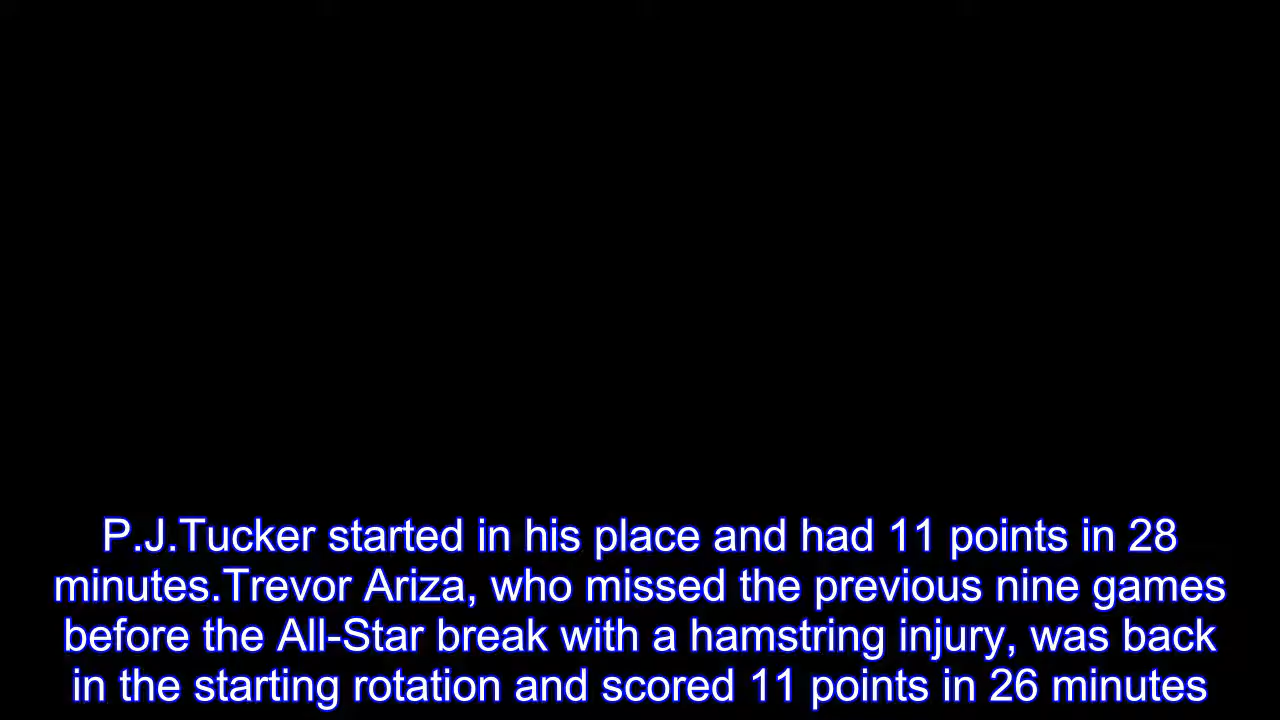 P.J.Tucker started in his place and had 11 points in 28
minutes.Trevor Ariza, who missed the previous nine games
before the All-Star break with a hamstring injury, was back
in the starting rotation and scored 11 points in 26 minutes